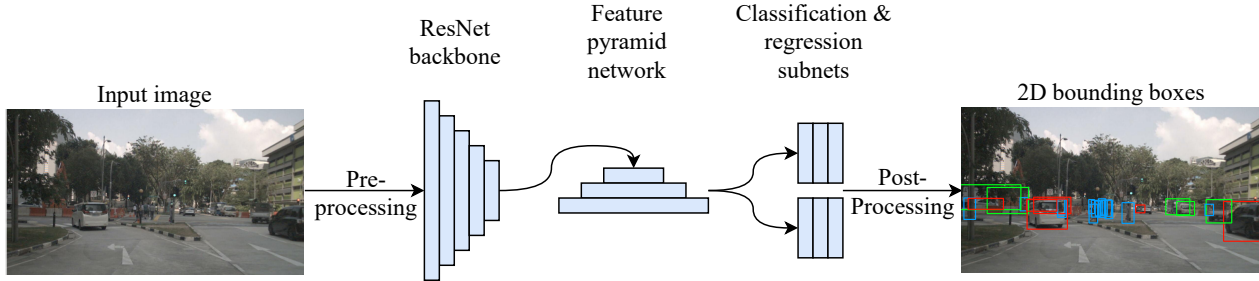 Input image
Pre-
processing
ResNet
backbone
Feature
pyramid
network
Classification &
regression
subnets
Post-
Processing
2D bounding boxes